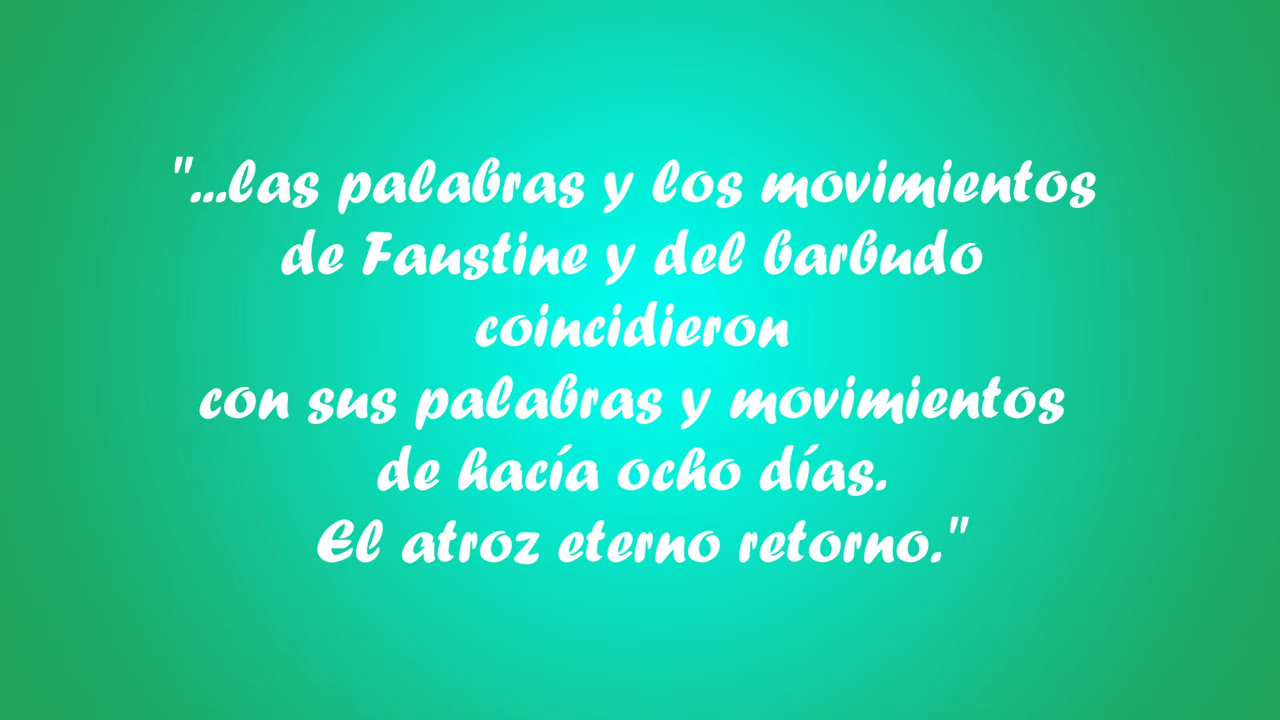 "...las palabras y los movimientos
de Faustine y del barbudo
coincidieron
con sus palabras y movimientos
de hacía ocho días.
El atroz eterno retorno."